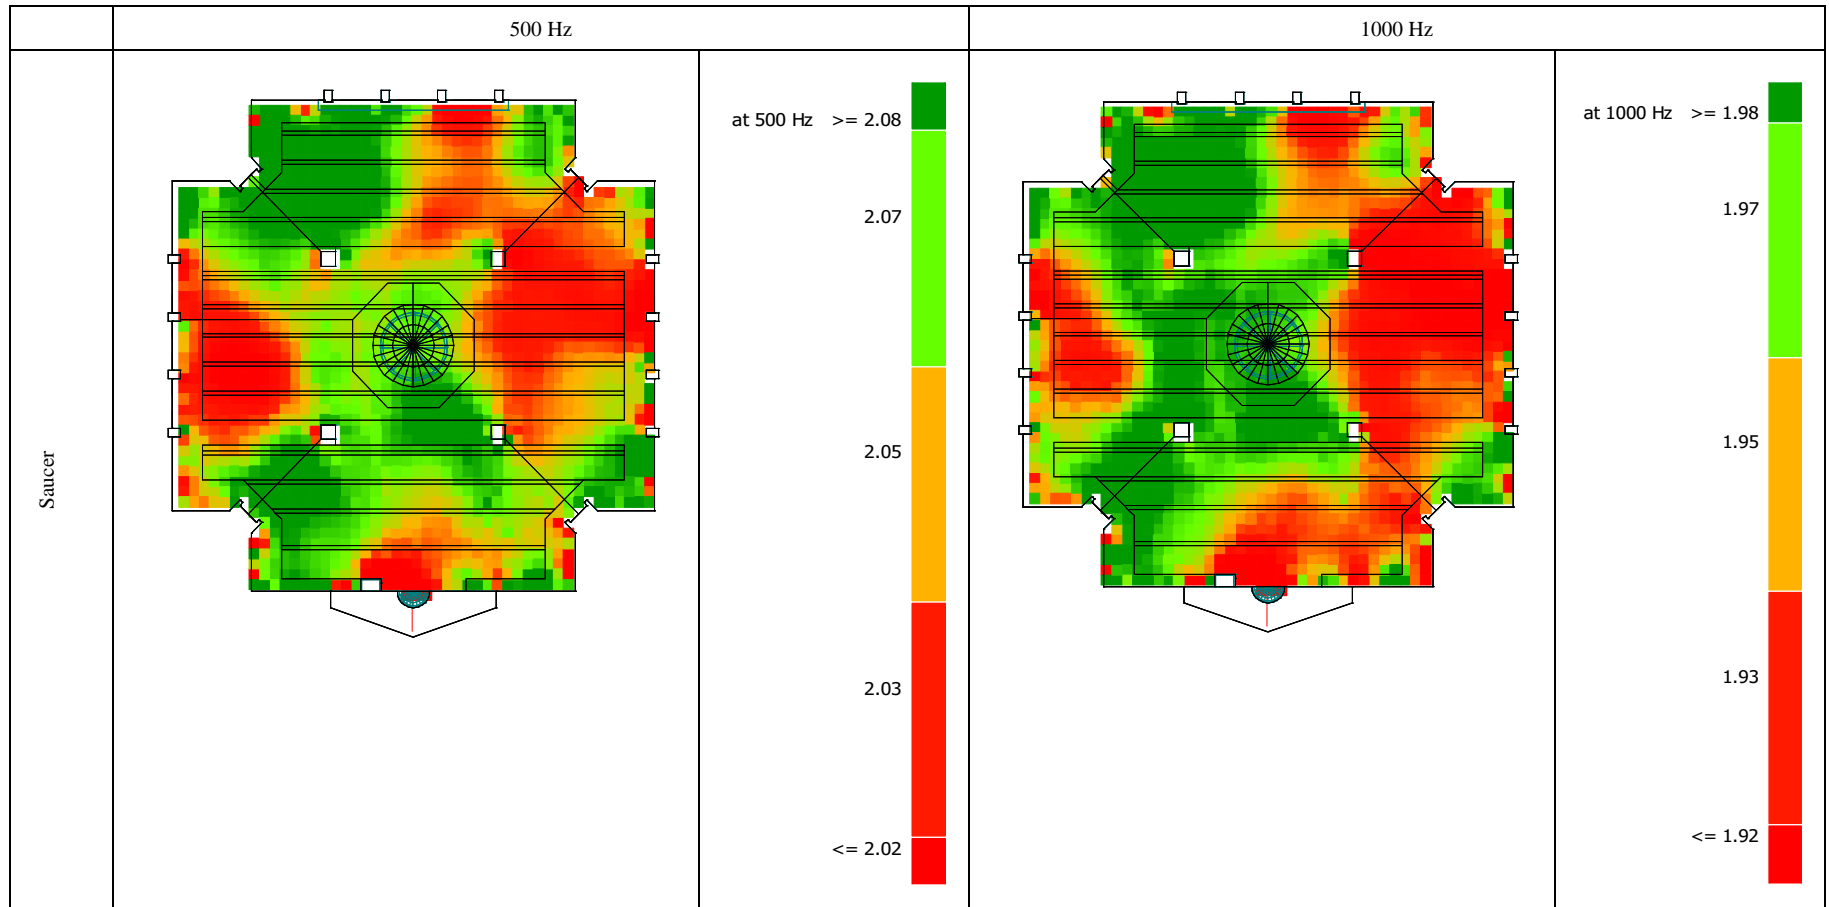 500 Hz
1000 Hz
Saucer
at 500 Hz >= 2.08
2.07
2.05
2.03
<= 2.02
at 1000 Hz >= 1.98
1.97
1.95
1.93
<= 1.92